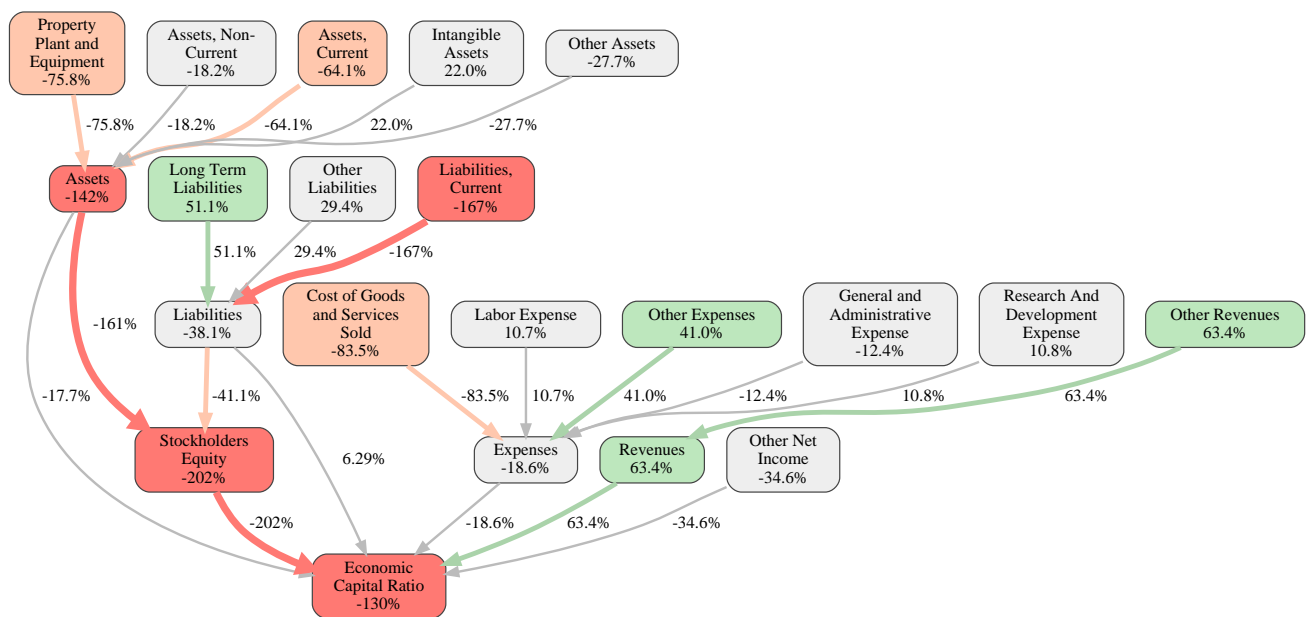 Property
Plant and
Equipment
-75.8%
Assets, Non-
Current
-18.2%
Assets,
Current
-64.1%
Intangible
Assets
22.0%
Other Assets
-27.7%
-75.8%
-18.2%
-64.1%
22.0%
-27.7%
Assets
-142%
Long Term
Liabilities
51.1%
Other
Liabilities
29.4%
Liabilities,
Current
-167%
51.1%
29.4%
-167%
Liabilities
-38.1%
Cost of Goods
and Services
Sold
-83.5%
Labor Expense
10.7%
Other Expenses
41.0%
General and
Administrative
Expense
-12.4%
Research And
Development
Expense
10.8%
Other Revenues
63.4%
-161%
-17.7%
-41.1%
-83.5%
10.7%
41.0%
-12.4%
10.8%
63.4%
Stockholders
Equity
-202%
6.29%
Expenses
-18.6%
Revenues
63.4%
Other Net
Income
-34.6%
-202%
-18.6%
63.4%
-34.6%
Economic
Capital Ratio
-130%